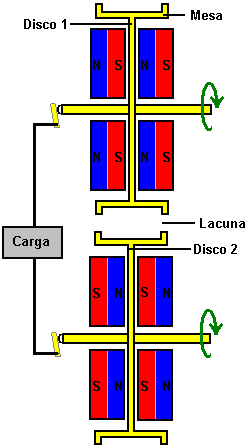 Mesa
Disco 1
N S N S
N S N S
Lacuna
Carga
Disco 2
S N S N
S N S N